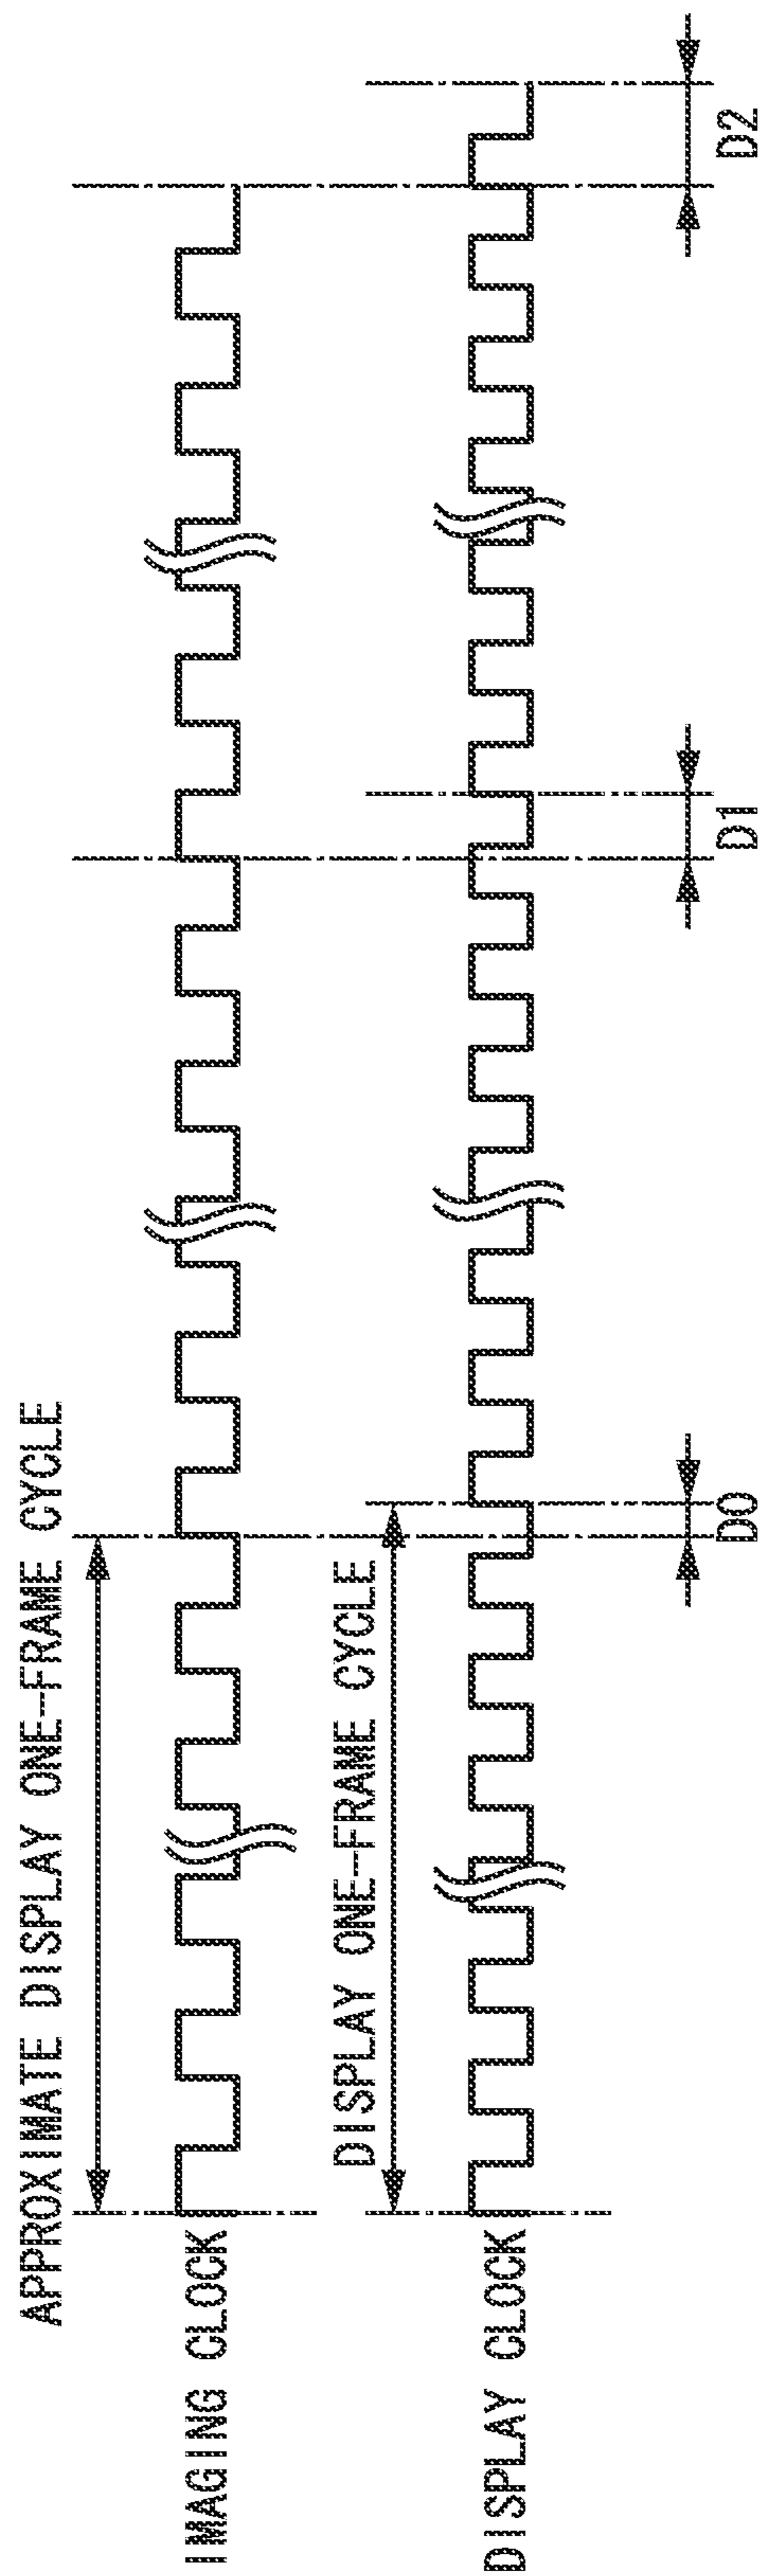 APPROXIMATE DISPLAY ONE-FRAME CYCLE
IMAGING CLOCK
DISPLAY ONE-FRAME CYCLE
DISPLAY CLOCK
D0
D1
D2